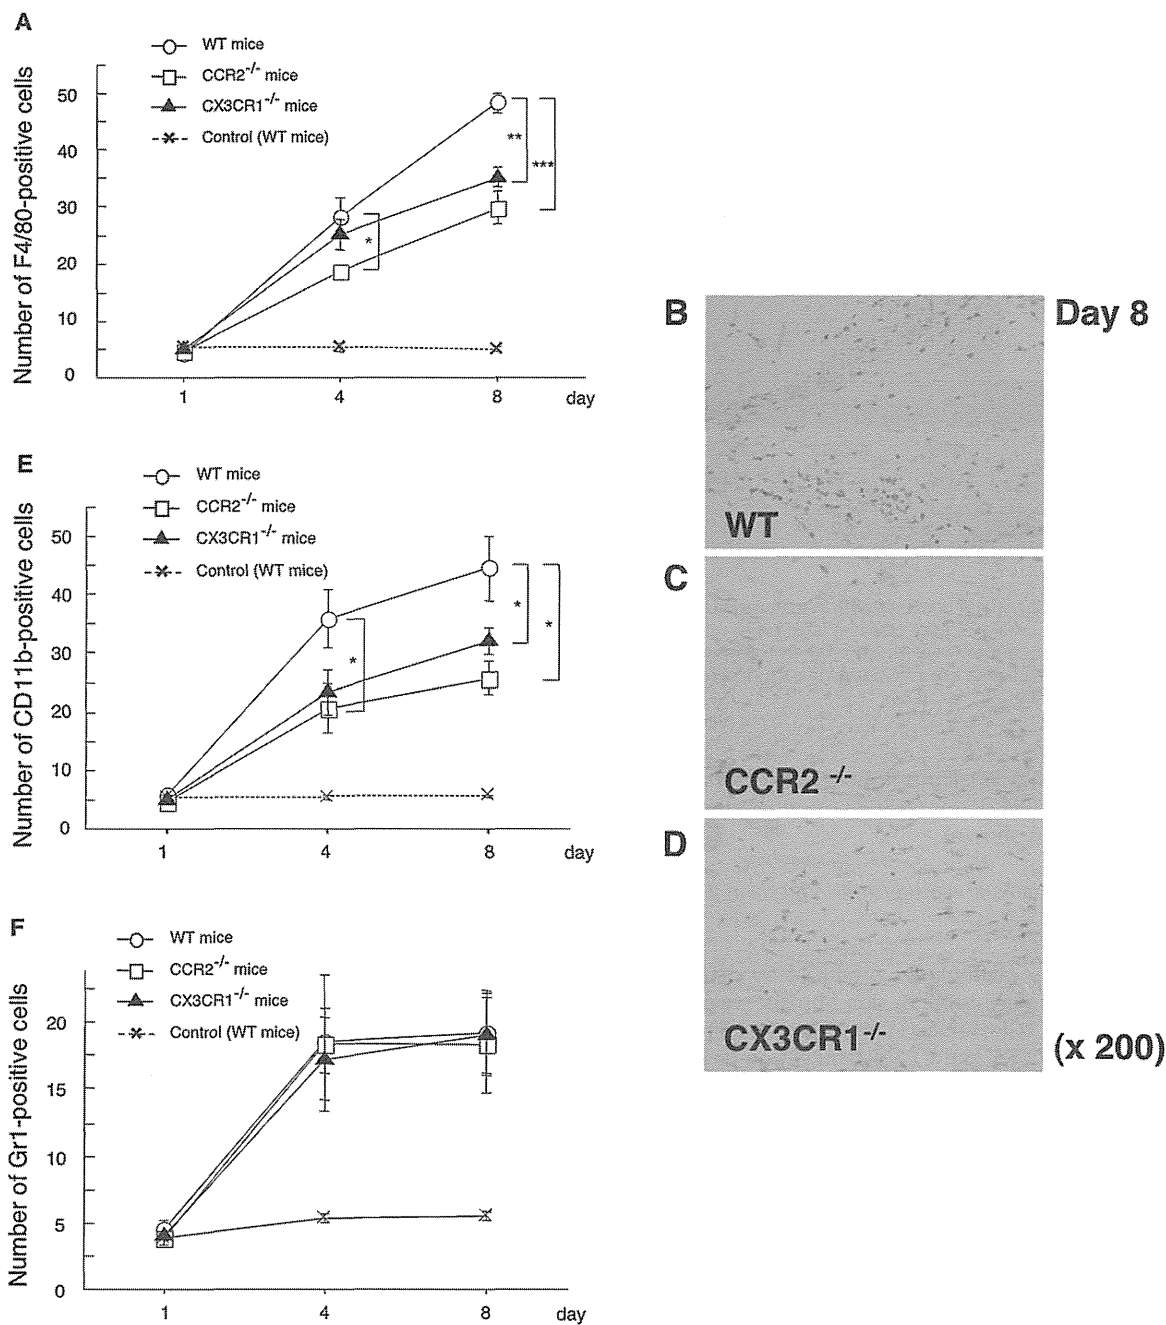 A
WT mice
CCR2-/- mice
CX3CR1-/- mice
Control (WT mice)
Number of F4/80-positive cells
50
40
30
20
10
0
**
***
*
1 4 8 day
B
Day 8
WT
C
CCR2 -/-
D
CX3CR1-/-
(x 200)
E
WT mice
CCR2-/- mice
CX3CR1-/- mice
Control (WT mice)
Number of CD11b-positive cells
50
40
30
20
10
0
*
*
*
1 4 8 day
F
WT mice
CCR2-/- mice
CX3CR1-/- mice
Control (WT mice)
Number of Gr1-positive cells
20
15
10
5
0
1 4 8 day